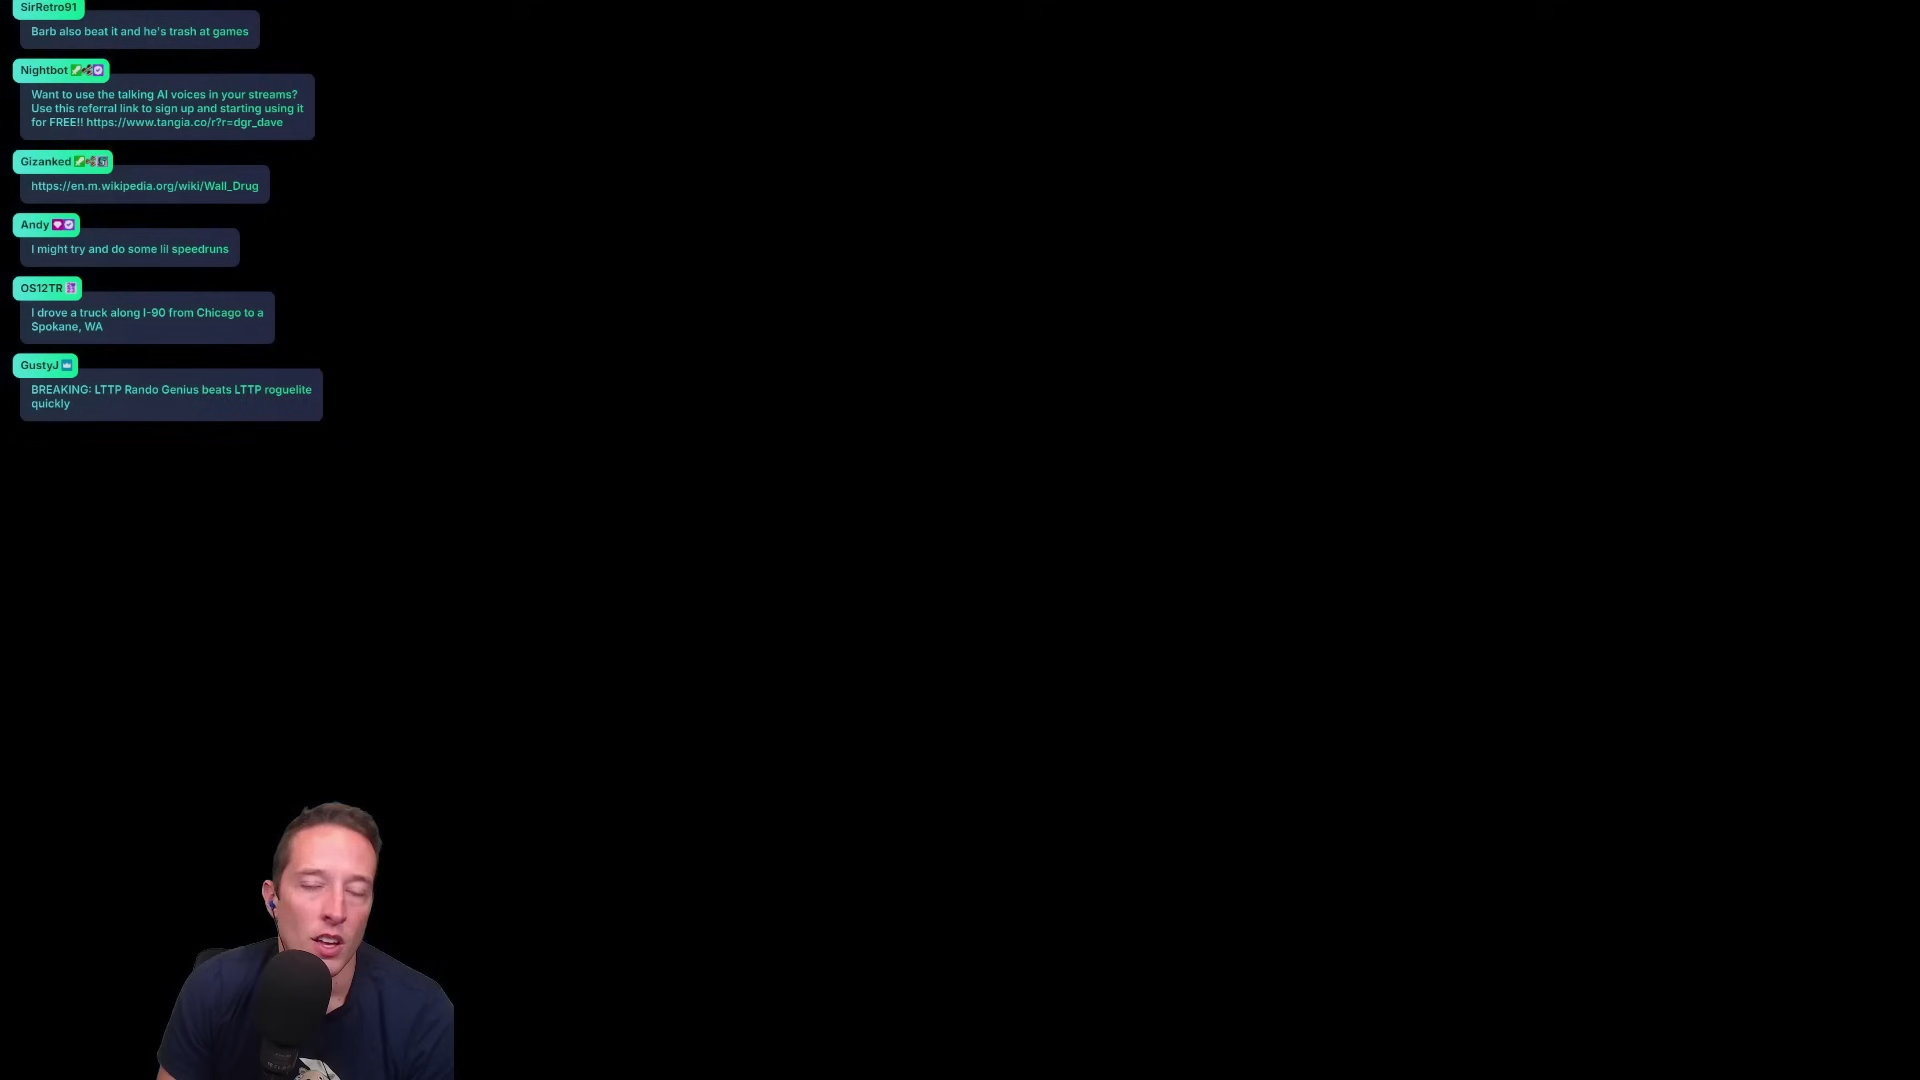 SirRetro91
Barb also beat it and he's trash at games
Nightbot
Want to use the talking AI voices in your streams?
Use this referral link to sign up and starting using it
for FREE!! https://www.tangia.co/r?r=dgr_dave
Gizanked
https://en.m.wikipedia.org/wiki/Wall_Drug
Andy
I might try and do some lil speedruns
OS12TR
I drove a truck along I-90 from Chicago to a
Spokane, WA
GustyJ
BREAKING: LTTP Rando Genius beats LTTP roguelite
quickly